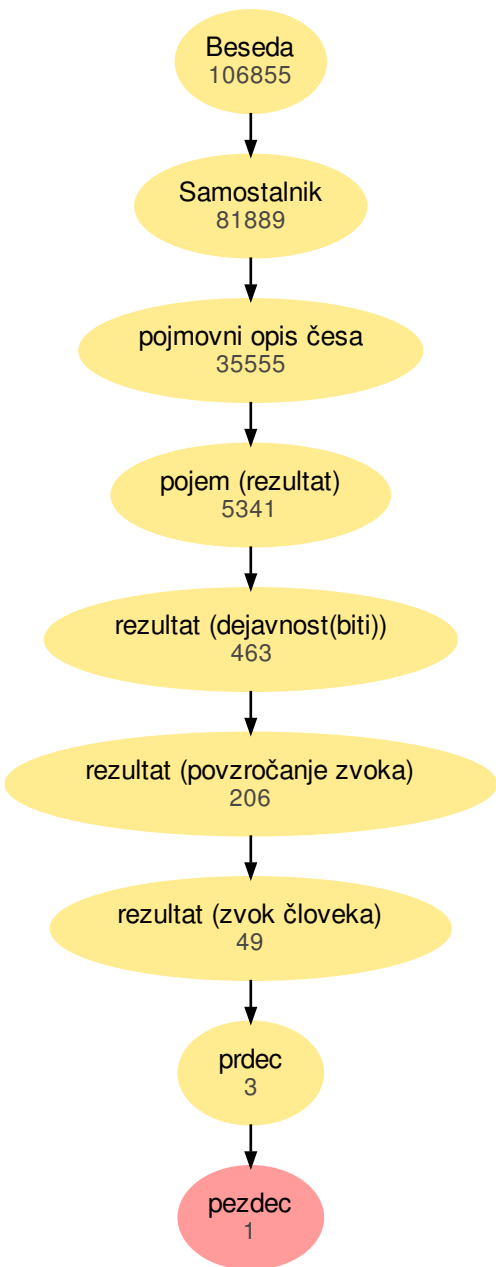 Beseda
106855
Samostalnik
81889
pojmovni opis česa
35555
pojem (rezultat)
5341
rezultat (dejavnost(biti))
463
rezultat (povzročanje zvoka)
206
rezultat (zvok človeka)
49
prdec
3
pezdec
1